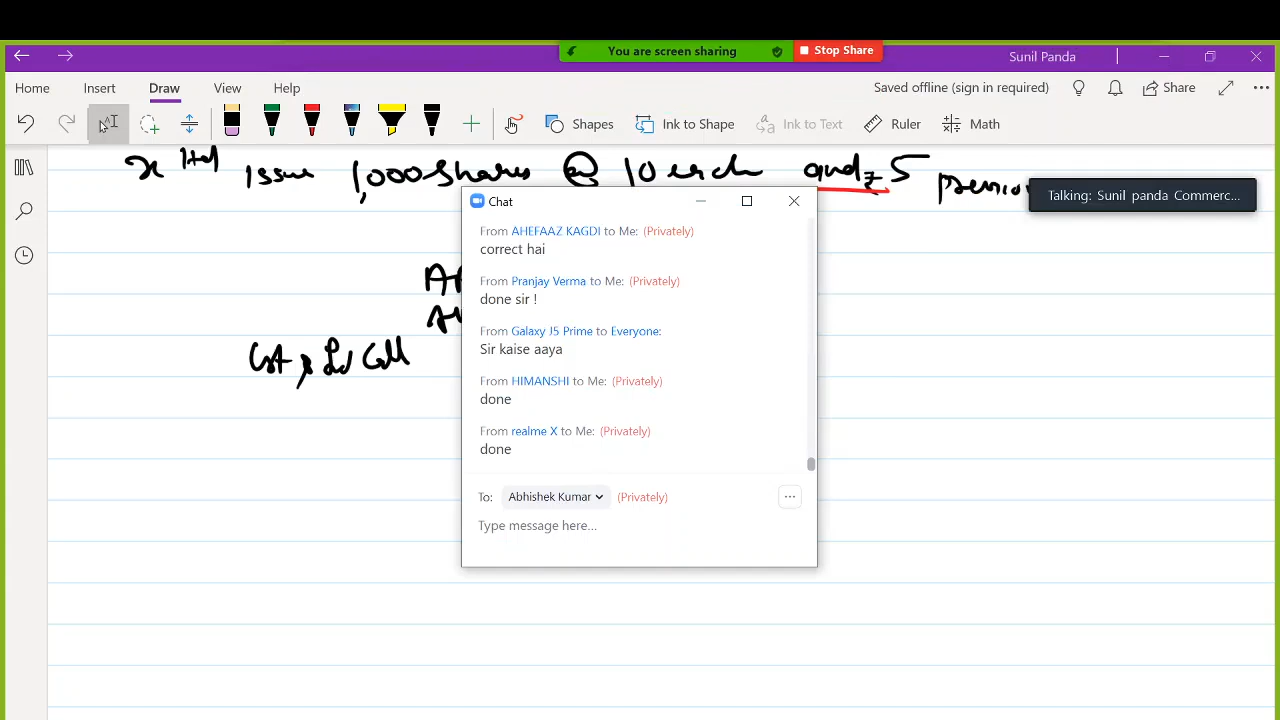 You are screen sharing
Stop Share
Sunil Panda
Home Insert Draw View Help
Saved offline (sign in required)
Share
Shapes Ink to Shape Ink to Text Ruler Math
x ltd issue 1,000 shares @ 10 each and ₹ 5
Talking: Sunil panda Commerc...
Chat
From AHEFAAZ KAGDI to Me: (Privately)
correct hai
From Pranjay Verma to Me: (Privately)
done sir !
From Galaxy J5 Prime to Everyone:
Sir kaise aaya
From HIMANSHI to Me: (Privately)
done
From realme X to Me: (Privately)
done
To: Abhishek Kumar (Privately)
Type message here...